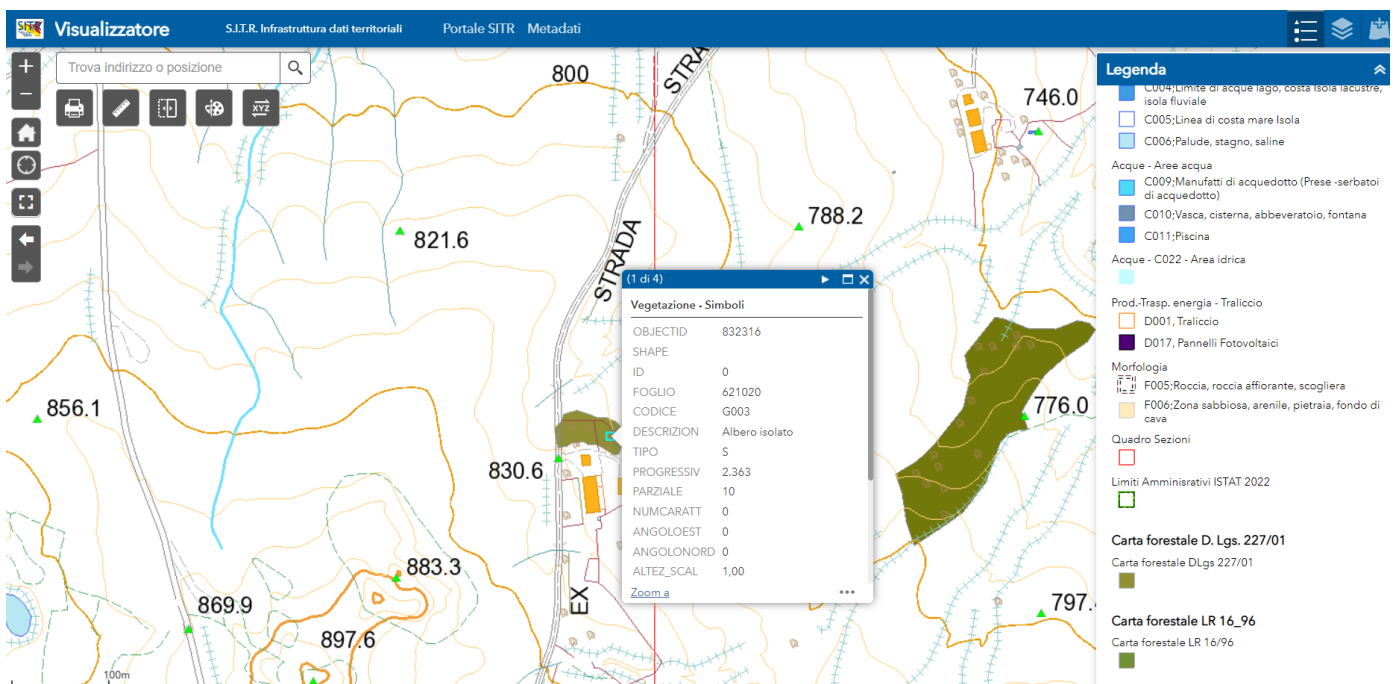 SITR
Visualizzatore
S.I.T.R. Infrastruttura dati territoriali
Portale SITR
Metadati
+
Trova indirizzo o posizione
−
XYZ
800
STRADA
746.0
788.2
821.6
STRADA
856.1
830.6
776.0
883.3
869.9
897.6
EX
797.
100m
(1 di 4)
Vegetazione - Simboli
OBJECTID 832316
SHAPE
ID 0
FOGLIO 621020
CODICE G003
DESCRIZION Albero isolato
TIPO S
PROGRESSIV 2.363
PARZIALE 10
NUMCARATT 0
ANGOLOEST 0
ANGOLONORD 0
ALTEZ_SCAL 1,00
Zoom a
Legenda
C004;Limite di acque lago, costa Isola lacustre,
isola fluviale
C005;Linea di costa mare Isola
C006;Palude, stagno, saline
Acque - Aree acqua
C009;Manufatti di acquedotto (Prese -serbatoi
di acquedotto)
C010;Vasca, cisterna, abbeveratoio, fontana
C011;Piscina
Acque - C022 - Area idrica
Prod.-Trasp. energia - Traliccio
D001, Traliccio
D017, Pannelli Fotovoltaici
Morfologia
F005;Roccia, roccia affiorante, scogliera
F006;Zona sabbiosa, arenile, pietraia, fondo di
cava
Quadro Sezioni
Limiti Amminisrativi ISTAT 2022
Carta forestale D. Lgs. 227/01
Carta forestale DLgs 227/01
Carta forestale LR 16_96
Carta forestale LR 16/96